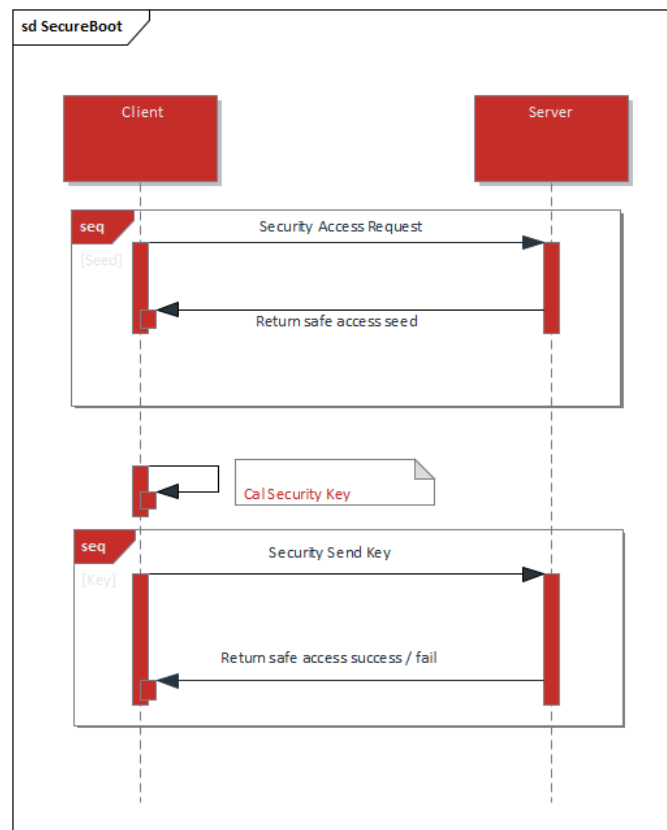 sd SecureBoot
Client
Server
seq
Security Access Request
[Seed]
Return safe access seed
Cal Security Key
seq
Security Send Key
[Key]
Return safe access success / fail